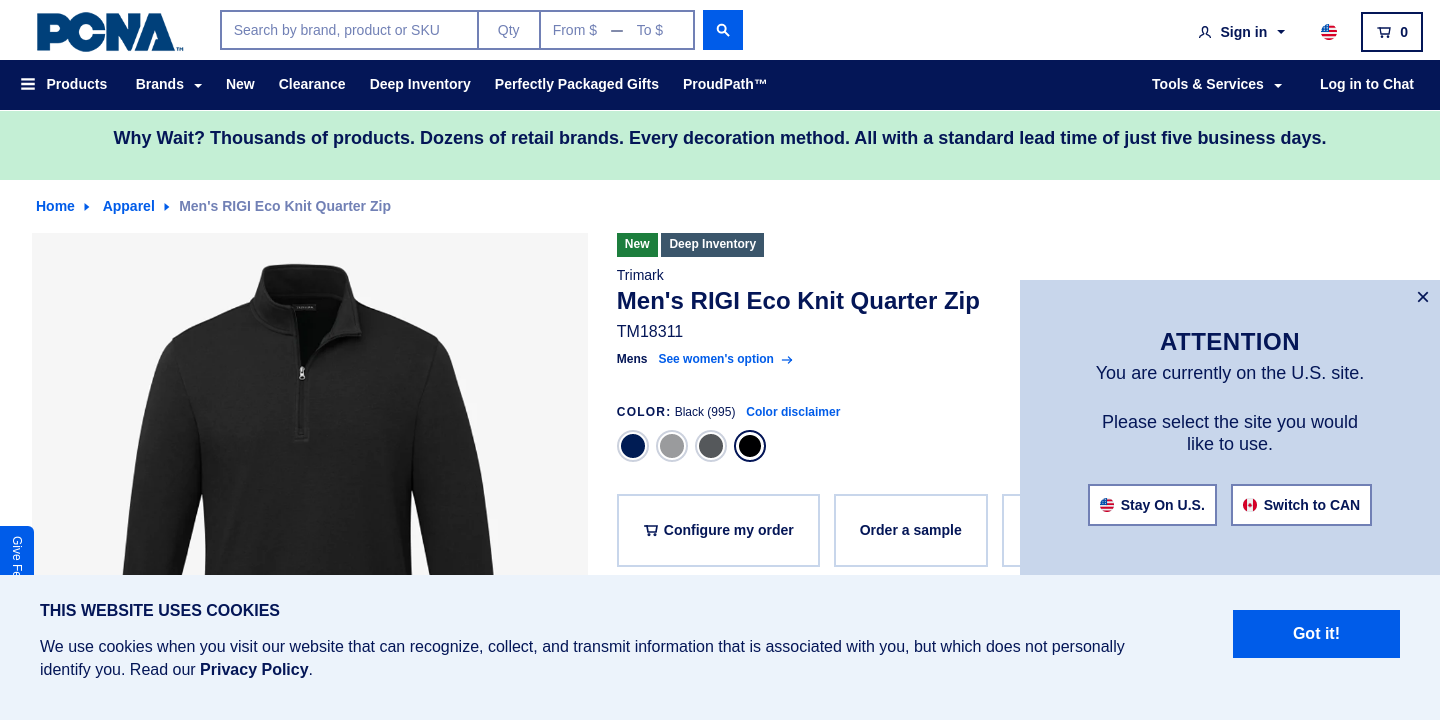 PCNA™
Search by brand, product or SKU
Qty
From $ — To $
Sign in
0
Products Brands New Clearance Deep Inventory Perfectly Packaged Gifts ProudPath™ Tools & Services Log in to Chat
Why Wait? Thousands of products. Dozens of retail brands. Every decoration method. All with a standard lead time of just five business days.
Home Apparel Men's RIGI Eco Knit Quarter Zip
New Deep Inventory
Trimark
Men's RIGI Eco Knit Quarter Zip
TM18311
Mens See women's option
COLOR: Black (995) Color disclaimer
Configure my order
Order a sample
×
ATTENTION
You are currently on the U.S. site.
Please select the site you would
like to use.
Stay On U.S.
Switch to CAN
Give Fe
THIS WEBSITE USES COOKIES
We use cookies when you visit our website that can recognize, collect, and transmit information that is associated with you, but which does not personally
identify you. Read our Privacy Policy.
Got it!